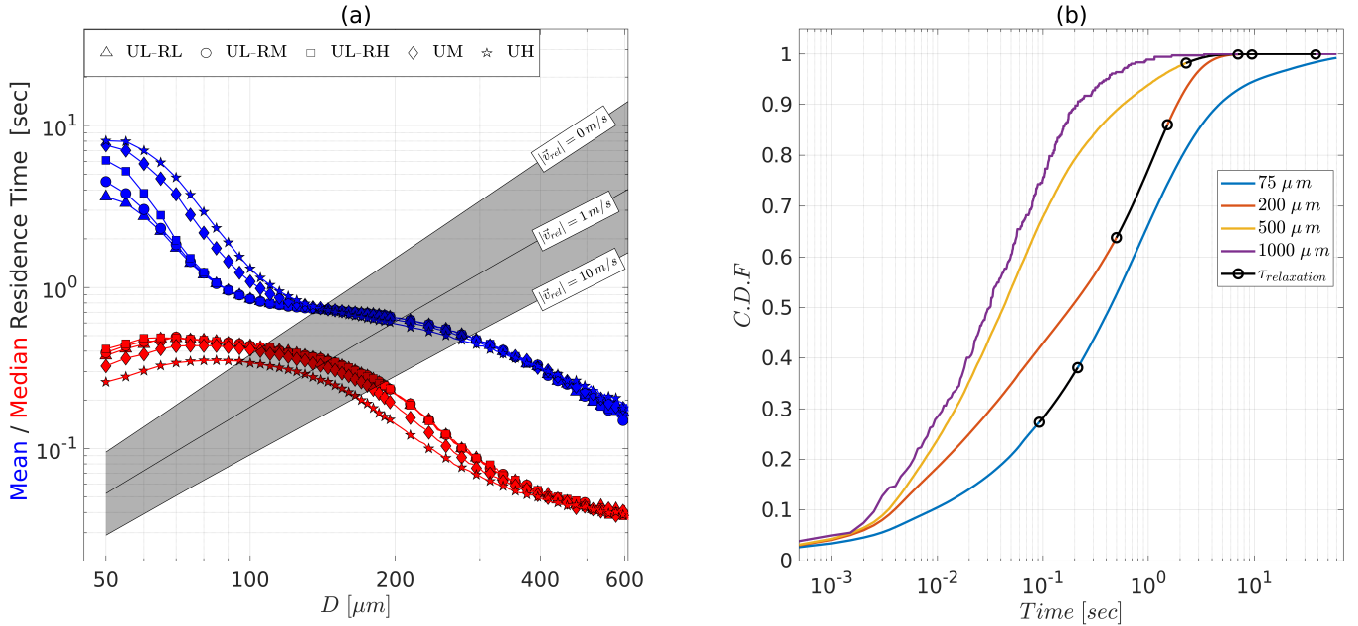 (a)
UL-RL UL-RM UL-RH UM UH
Mean / Median Residence Time [sec]
10^1
10^0
10^-1
|v⃗_rel| = 0 m/s
|v⃗_rel| = 1 m/s
|v⃗_rel| = 10 m/s
50 100 200 400 600
D [μm]
(b)
C.D.F
1
0.9
0.8
0.7
0.6
0.5
0.4
0.3
0.2
0.1
0
75 μm
200 μm
500 μm
1000 μm
τ_relaxation
10^-3 10^-2 10^-1 10^0 10^1
Time [sec]